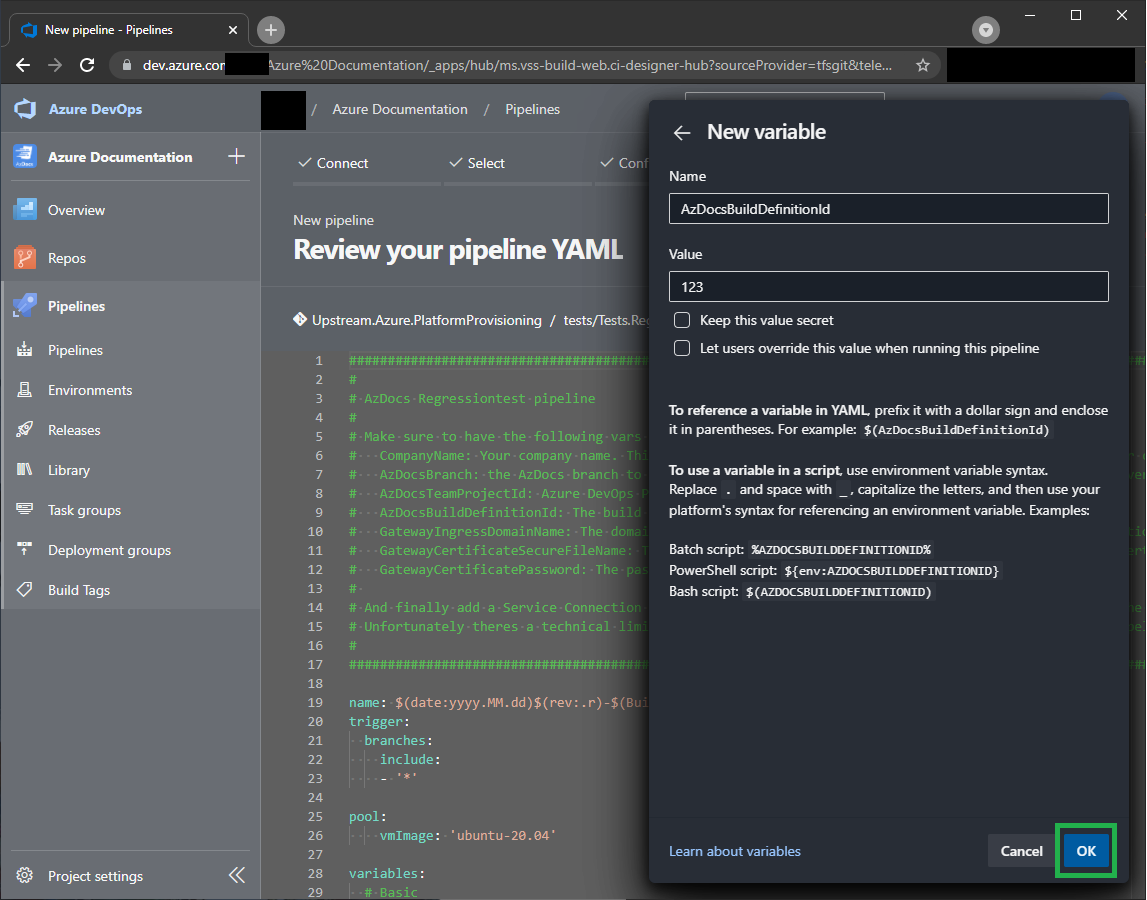 New pipeline - Pipelines
dev.azure.com
Azure%20Documentation/_apps/hub/ms.vss-build-web.ci-designer-hub?sourceProvider=tfsgit&tele...
Azure DevOps
/ Azure Documentation / Pipelines
Azure Documentation
Overview
Repos
Pipelines
Pipelines
Environments
Releases
Library
Task groups
Deployment groups
Build Tags
Project settings
Connect
Select
Conf
New pipeline
Review your pipeline YAML
Upstream.Azure.PlatformProvisioning / tests/Tests.Reg
1 #######################################
2 #
3 # AzDocs Regressiontest pipeline
4 #
5 # Make sure to have the following vars
6 #   CompanyName: Your company name. Thi
7 #   AzDocsBranch: the AzDocs branch to
8 #   AzDocsTeamProjectId: Azure DevOps P
9 #   AzDocsBuildDefinitionId: The build
10 #   GatewayIngressDomainName: The doma
11 #   GatewayCertificateSecureFileName: T
12 #   GatewayCertificatePassword: The pas
13 #
14 # And finally add a Service Connection
15 # Unfortunately theres a technical limi
16 #
17 #######################################
18
19 name: $(date:yyyy.MM.dd)$(rev:.r)-$(Bui
20 trigger:
21   branches:
22     include:
23     - '*'
24
25 pool:
26     vmImage: 'ubuntu-20.04'
27
28 variables:
29   # Basic
New variable
Name
AzDocsBuildDefinitionId
Value
123
Keep this value secret
Let users override this value when running this pipeline
To reference a variable in YAML, prefix it with a dollar sign and enclose
it in parentheses. For example: $(AzDocsBuildDefinitionId)
To use a variable in a script, use environment variable syntax.
Replace . and space with _, capitalize the letters, and then use your
platform's syntax for referencing an environment variable. Examples:
Batch script: %AZDOCSBUILDDEFINITIONID%
PowerShell script: ${env:AZDOCSBUILDDEFINITIONID}
Bash script: $(AZDOCSBUILDDEFINITIONID)
Learn about variables
Cancel
OK